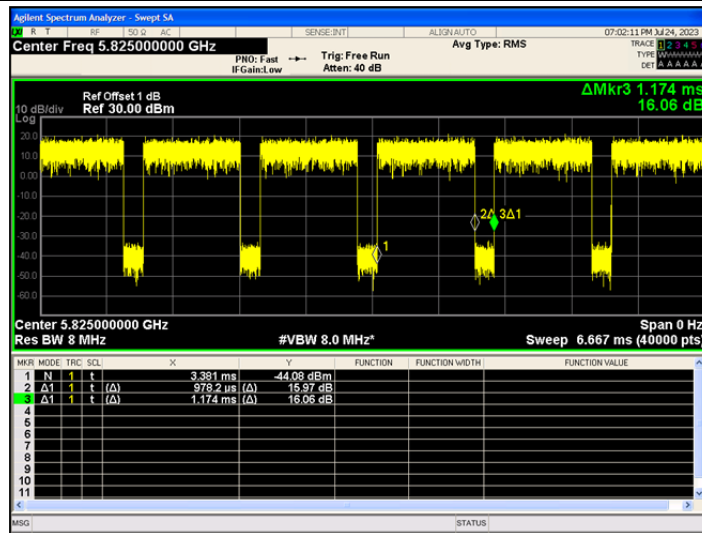 Agilent Spectrum Analyzer - Swept SA
R T RF 50 Ω AC SENSE:INT ALIGN AUTO 07:02:11 PM Jul 24, 2023
Center Freq 5.825000000 GHz Avg Type: RMS TRACE 1 2 3 4 5
PNO: Fast Trig: Free Run TYPE
IFGain:Low Atten: 40 dB DET A A A A A
ΔMkr3 1.174 ms
16.06 dB
Ref Offset 1 dB
10 dB/div Ref 30.00 dBm
Log
20.0
10.0
0.00
-10.0
-20.0
-30.0
-40.0
-50.0
-60.0
2Δ 3Δ1
1
Center 5.825000000 GHz Span 0 Hz
Res BW 8 MHz #VBW 8.0 MHz* Sweep 6.667 ms (40000 pts)
MKR MODE TRC SCL X Y FUNCTION FUNCTION WIDTH FUNCTION VALUE
1 N 1 t 3.381 ms -44.08 dBm
2 Δ1 1 t (Δ) 978.2 µs (Δ) 15.97 dB
3 Δ1 1 t (Δ) 1.174 ms (Δ) 16.06 dB
4
5
6
7
8
9
10
11
MSG STATUS